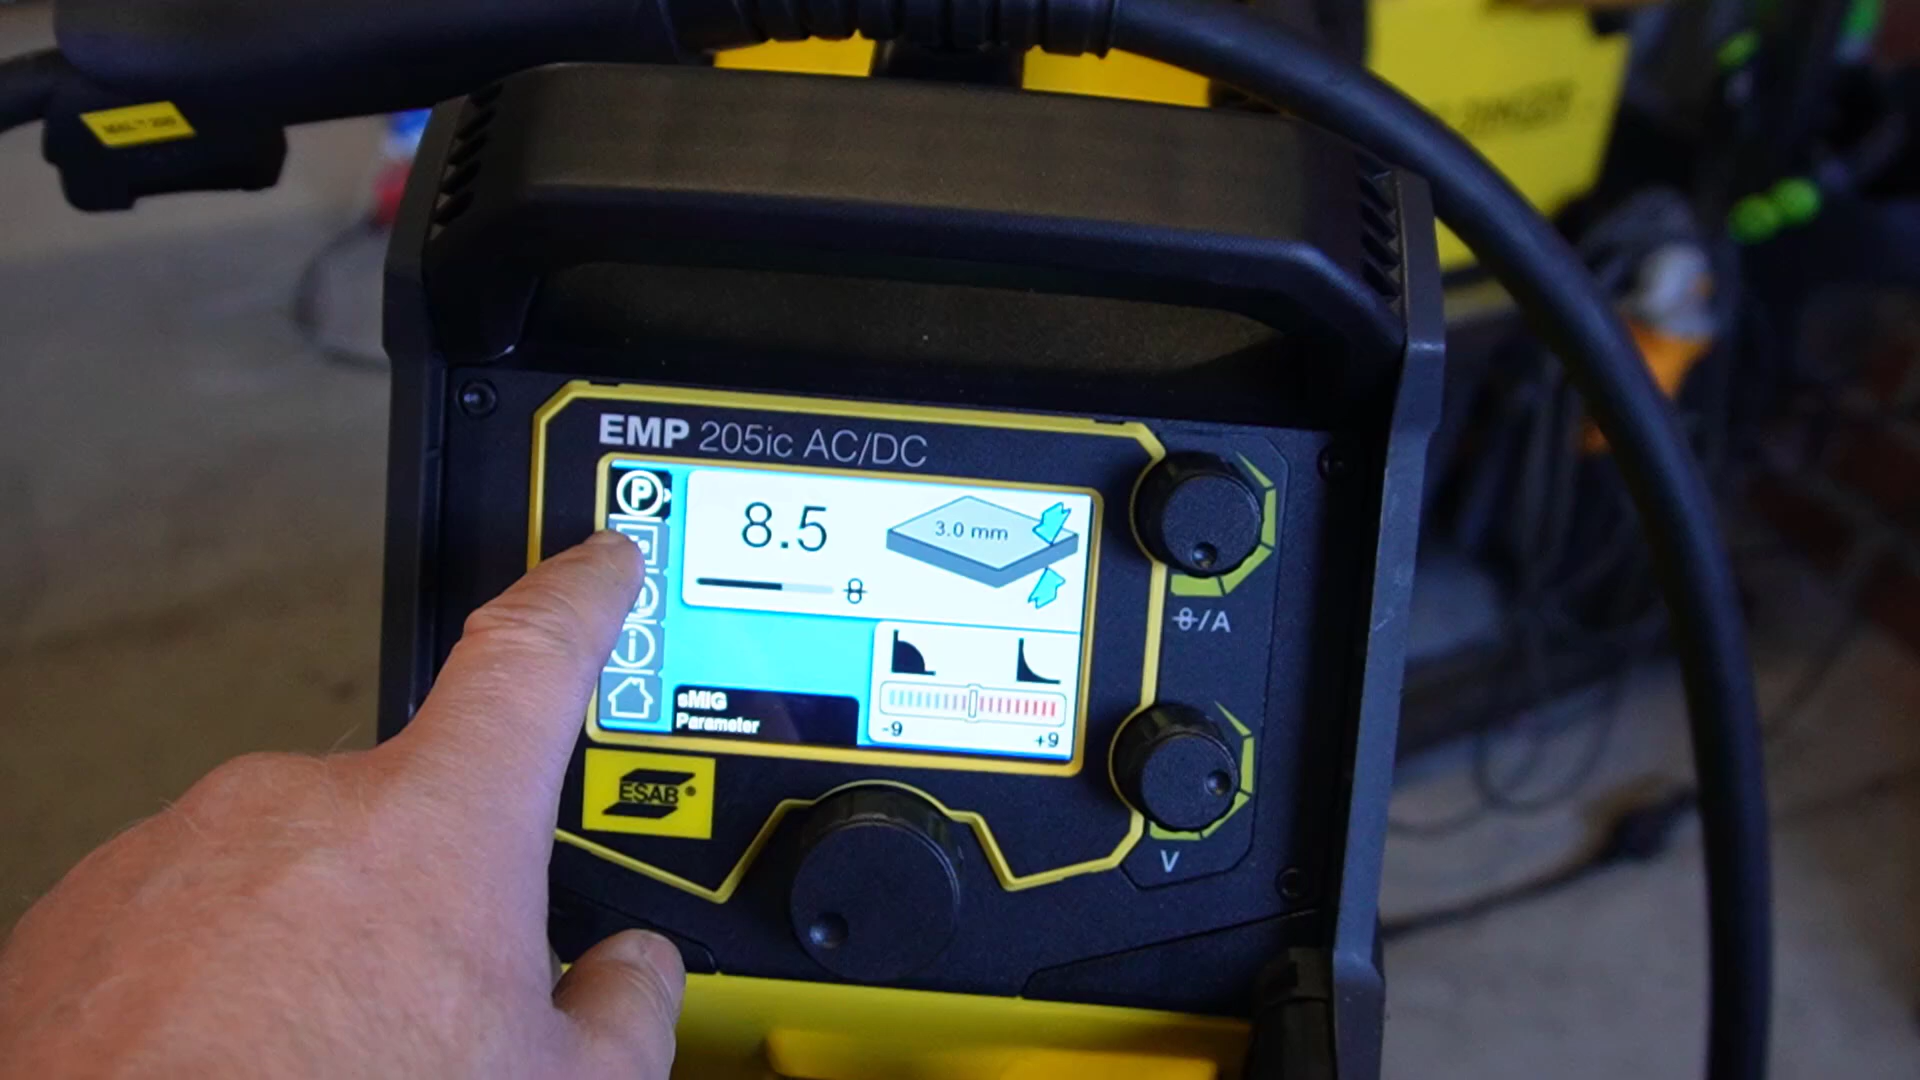 EMP 205ic AC/DC
P
8.5
3.0 mm
/A
sMIG
Parameter
-9
+9
ESAB®
V